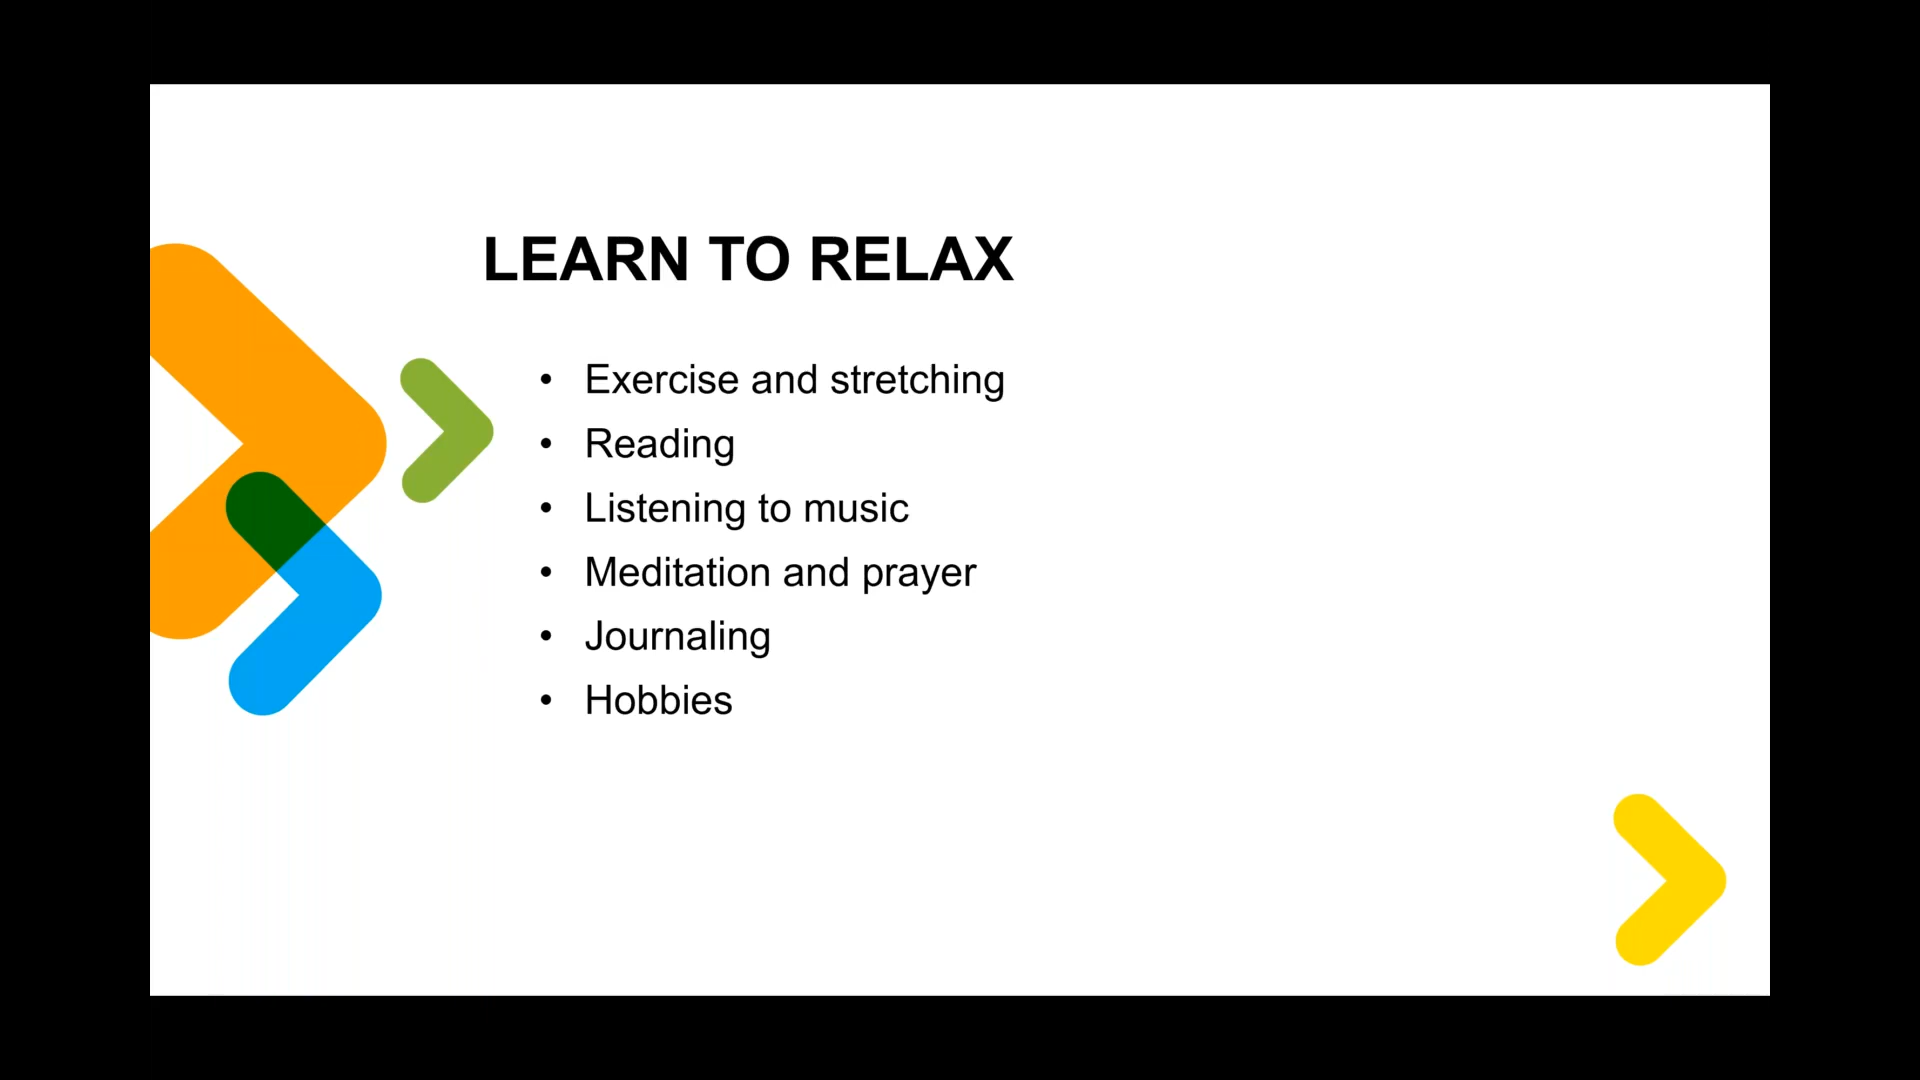 LEARN TO RELAX
• Exercise and stretching
• Reading
• Listening to music
• Meditation and prayer
• Journaling
• Hobbies